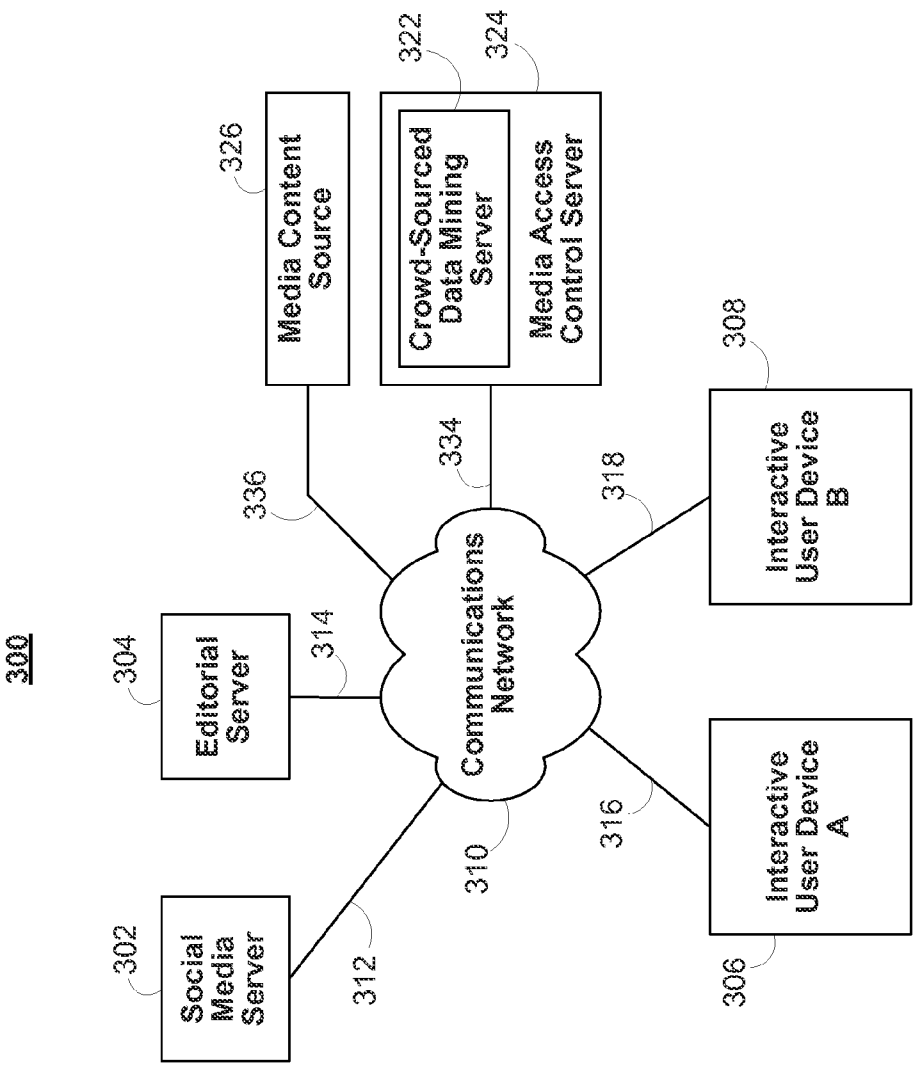 300
302
Social
Media
Server
304
Editorial
Server
326
Media Content
Source
312
314
336
310
Communications
Network
334
322
Crowd-Sourced
Data Mining
Server
Media Access
Control Server
324
316
318
306
Interactive
User Device
A
308
Interactive
User Device
B